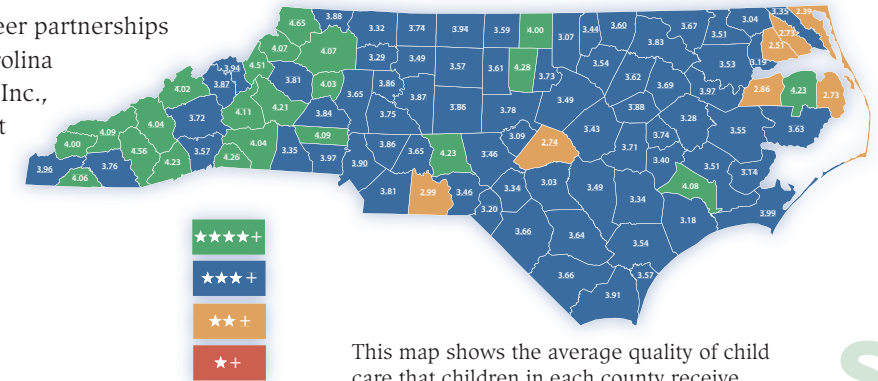 eer partnerships
rolina
Inc.,
t
4.65 3.88 3.32 3.74 3.94 3.59 4.00 3.07 3.44 3.60 3.83 3.67 3.51 3.04 3.35 2.39
4.07 4.07 3.29 3.49 3.57 3.61 4.28 3.73 3.54 3.62 3.69 3.97 3.53 3.19 2.51 2.73
3.94 4.51 3.81 4.03 3.65 3.86 3.87 3.86 3.78 3.49 3.88 3.28 3.55 2.86 4.23 2.73
4.02 3.87 4.11 4.21 3.84 3.75 3.63
4.00 4.09 4.04 3.72 4.09 3.86 3.65 4.23 3.46 3.09 2.74 3.43 3.71 3.74 3.40 3.51 3.14
3.96 4.06 3.76 4.56 4.23 3.57 4.26 4.04 3.35 3.97 3.90 3.81 2.99 3.46 3.20 3.34 3.03 3.49 3.34 4.08 3.18 3.99
3.66 3.64 3.54
3.66 3.91 3.57
★★★★+
★★★+
★★+
★+
This map shows the average quality of child
care that children in each county receive
S